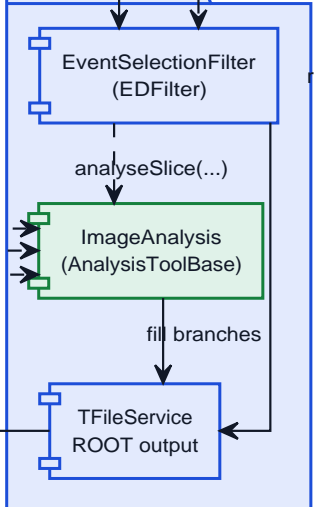 EventSelectionFilter
(EDFilter)
analyseSlice(...)
ImageAnalysis
(AnalysisToolBase)
fill branches
TFileService
ROOT output